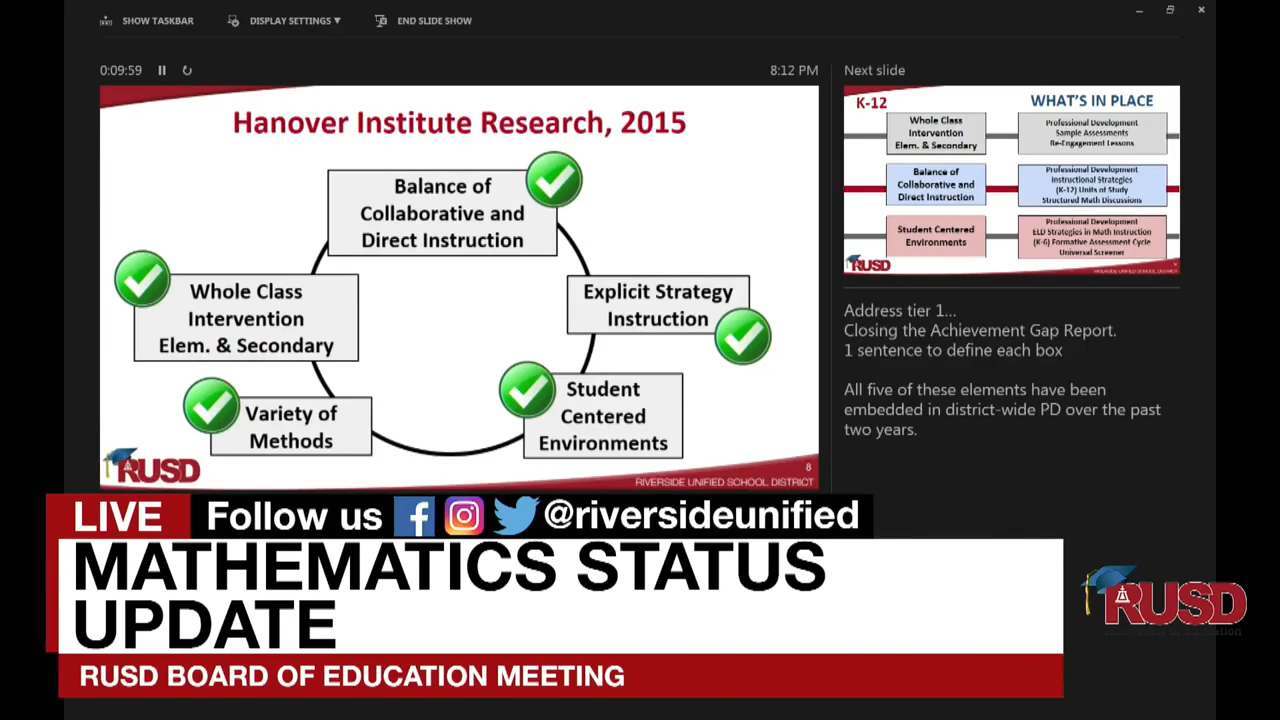 SHOW TASKBAR
DISPLAY SETTINGS ▼
END SLIDE SHOW
0:09:59
8:12 PM
Hanover Institute Research, 2015
Balance of
Collaborative and
Direct Instruction
Whole Class
Intervention
Elem. & Secondary
Explicit Strategy
Instruction
Variety of
Methods
Student
Centered
Environments
RUSD
8
RIVERSIDE UNIFIED SCHOOL DISTRICT
Next slide
K-12
WHAT'S IN PLACE
Whole Class
Intervention
Elem. & Secondary
Professional Development
Sample Assessments
Re-Engagement Lessons
Balance of
Collaborative and
Direct Instruction
Professional Development
Instructional Strategies
(K-12) Units of Study
Structured Math Discussions
Student Centered
Environments
Professional Development
ELD Strategies in Math Instruction
(K-6) Formative Assessment Cycle
Universal Screener
RUSD
RIVERSIDE UNIFIED SCHOOL DISTRICT
Address tier 1...
Closing the Achievement Gap Report.
1 sentence to define each box
All five of these elements have been
embedded in district-wide PD over the past
two years.
LIVE
Follow us
@riversideunified
MATHEMATICS STATUS
UPDATE
RUSD BOARD OF EDUCATION MEETING
RUSD